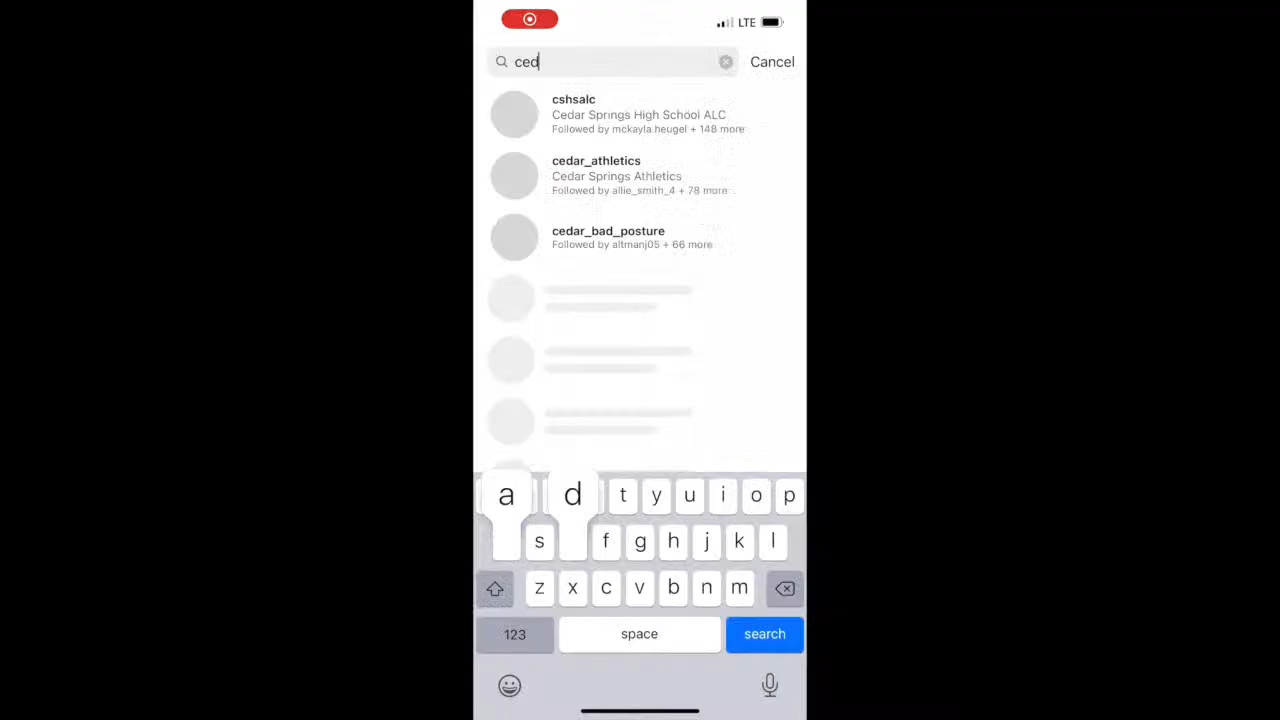 LTE
ced
Cancel
cshsalc
Cedar Springs High School ALC
Followed by mckayla.heugel + 148 more
cedar_athletics
Cedar Springs Athletics
Followed by allie_smith_4 + 78 more
cedar_bad_posture
Followed by altmanj05 + 66 more
a d t y u i o p
s f g h j k l
z x c v b n m
123 space search